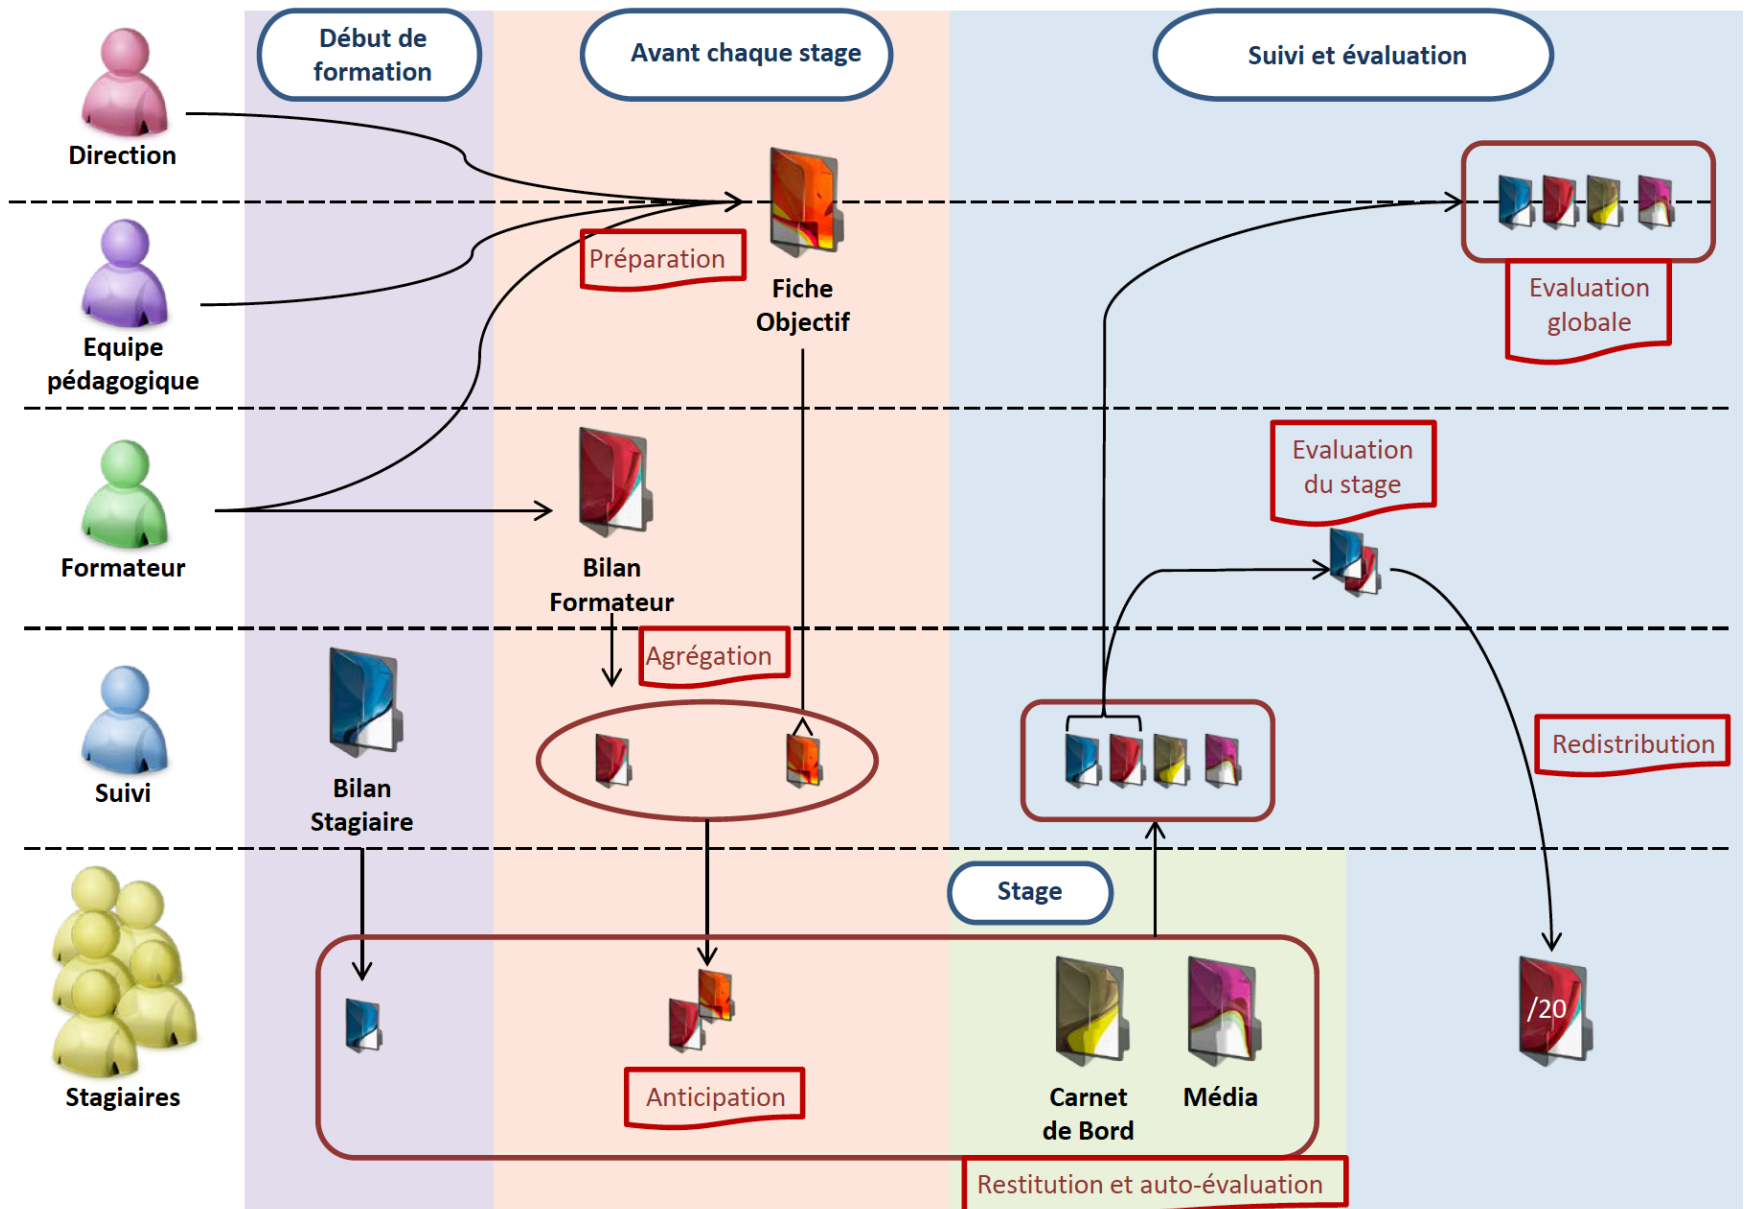 Début de
formation
Avant chaque stage
Suivi et évaluation
Direction
Préparation
Fiche
Objectif
Evaluation
globale
Equipe
pédagogique
Evaluation
du stage
Formateur
Bilan
Formateur
Agrégation
Redistribution
Suivi
Bilan
Stagiaire
Stage
/20
Anticipation
Stagiaires
Carnet
de Bord
Média
Restitution et auto-évaluation